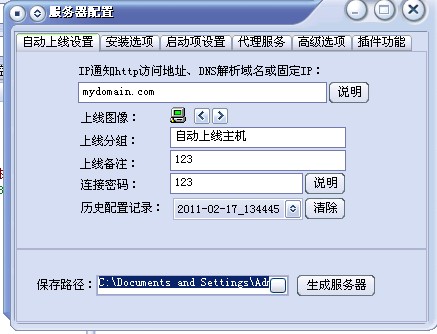 服务器配置
自动上线设置 安装选项 启动项设置 代理服务 高级选项 插件功能
IP通知http访问地址、DNS解析域名或固定IP：
mydomain.com 说明
上线图像：
上线分组： 自动上线主机
上线备注： 123
连接密码： 123 说明
历史配置记录： 2011-02-17_134445 清除
保存路径： C:\Documents and Settings\Adm 生成服务器